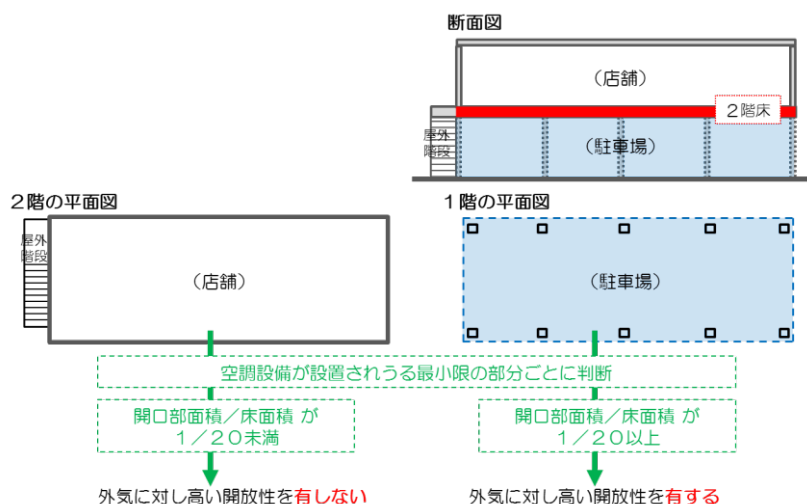 断面図
（店舗）
２階床
屋外
階段
（駐車場）
２階の平面図
屋外
階段
（店舗）
１階の平面図
（駐車場）
空調設備が設置されうる最小限の部分ごとに判断
開口部面積／床面積 が
１／２０未満
開口部面積／床面積 が
１／２０以上
外気に対し高い開放性を有しない
外気に対し高い開放性を有する